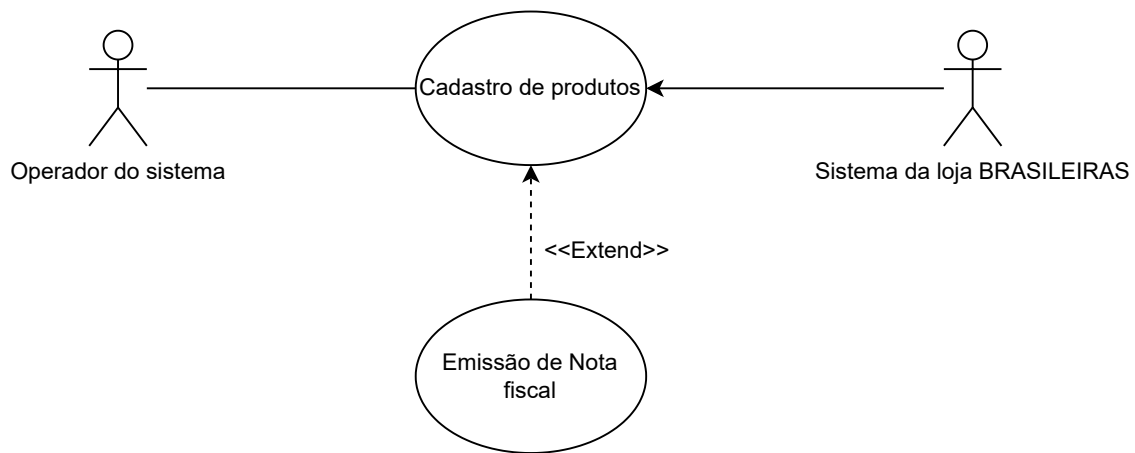 Cadastro de produtos
Operador do sistema
Sistema da loja BRASILEIRAS
<<Extend>>
Emissão de Nota
fiscal